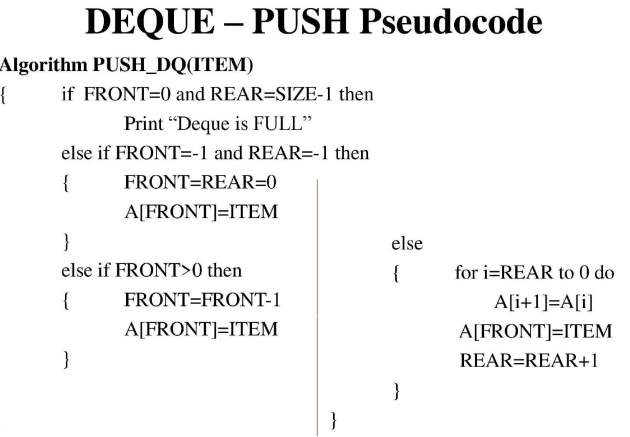 DEQUE – PUSH Pseudocode
Algorithm PUSH_DQ(ITEM)
{ if FRONT=0 and REAR=SIZE-1 then
Print “Deque is FULL”
else if FRONT=-1 and REAR=-1 then
{ FRONT=REAR=0
A[FRONT]=ITEM
}
else if FRONT>0 then
{ FRONT=FRONT-1
A[FRONT]=ITEM
}
else
{ for i=REAR to 0 do
A[i+1]=A[i]
A[FRONT]=ITEM
REAR=REAR+1
}
}